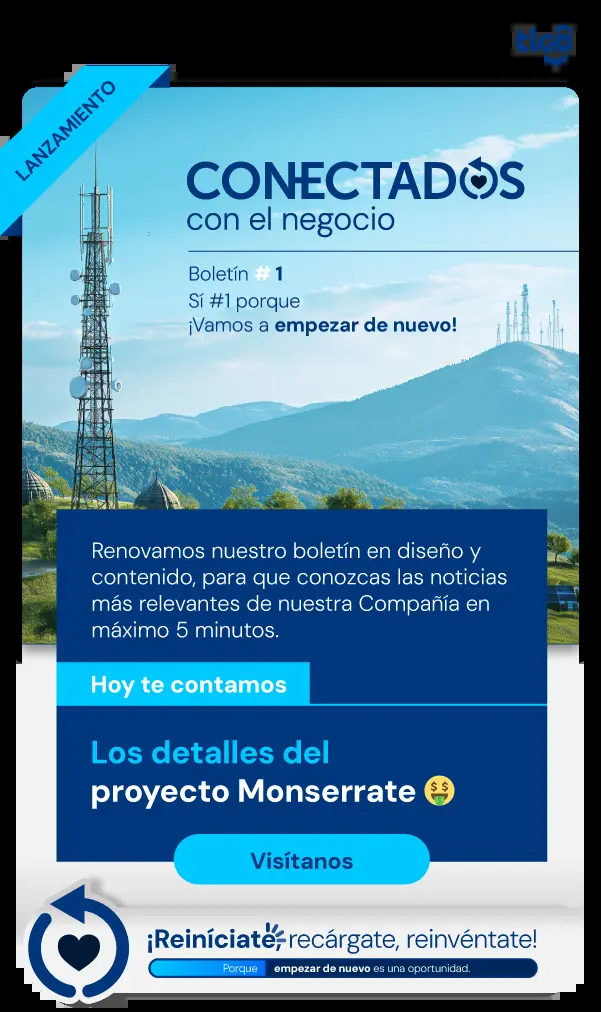 tigo
LANZAMIENTO
CONECTADOS
con el negocio
Boletín # 1
Sí #1 porque
¡Vamos a empezar de nuevo!
Renovamos nuestro boletín en diseño y
contenido, para que conozcas las noticias
más relevantes de nuestra Compañía en
máximo 5 minutos.
Hoy te contamos
Los detalles del
proyecto Monserrate
Visítanos
¡Reiníciate, recárgate, reinvéntate!
Porque empezar de nuevo es una oportunidad.